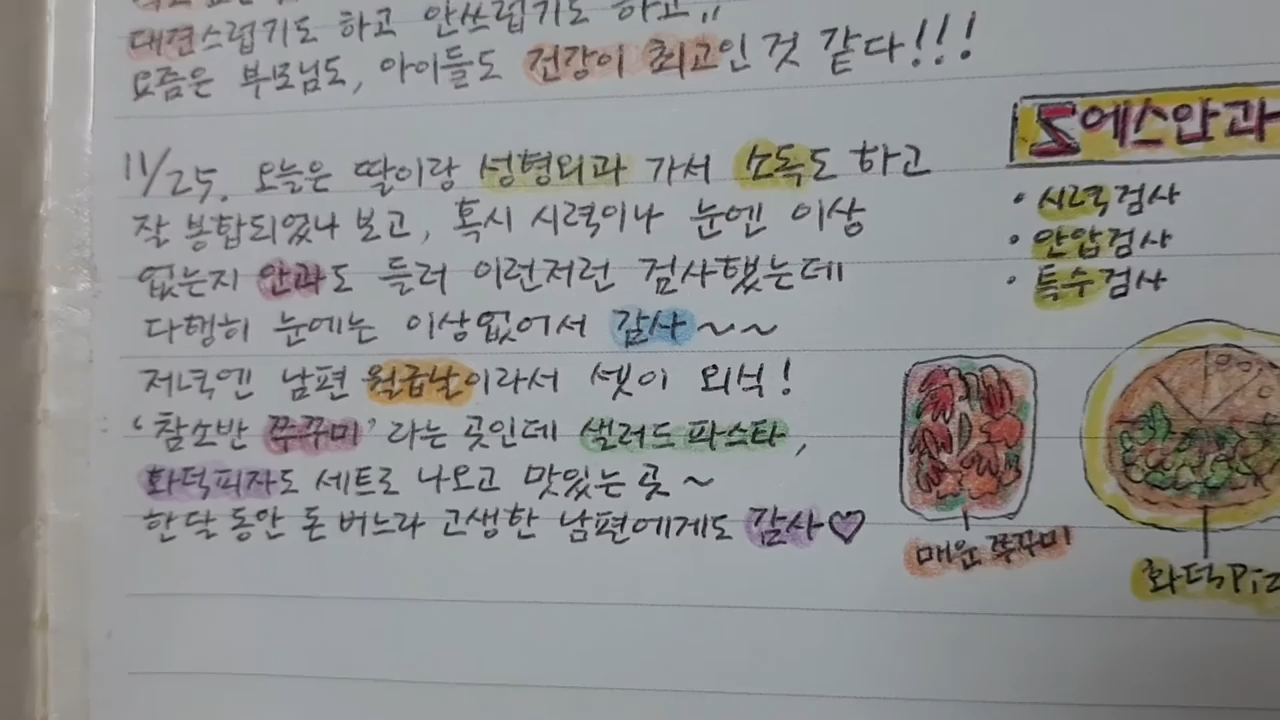 대견스럽기도 하고 안쓰럽기도 하고,,
요즘은 부모님도, 아이들도 건강이 최고인 것 같다!!!
11/25. 오늘은 딸이랑 성형외과 가서 소독도 하고
잘 봉합되었나 보고, 혹시 시력이나 눈엔 이상
없는지 안과도 들러 이런저런 검사했는데
다행히 눈에는 이상없어서 감사~~
저녁엔 남편 월급날이라서 셋이 외식!
'참소반 쭈꾸미'라는 곳인데 샐러드 파스타,
화덕피자도 세트로 나오고 맛있는 곳~
한달 동안 돈 버느라 고생한 남편에게도 감사♡
S에스안과
• 시력검사
• 안압검사
• 특수검사
매운 쭈꾸미
화덕Piz